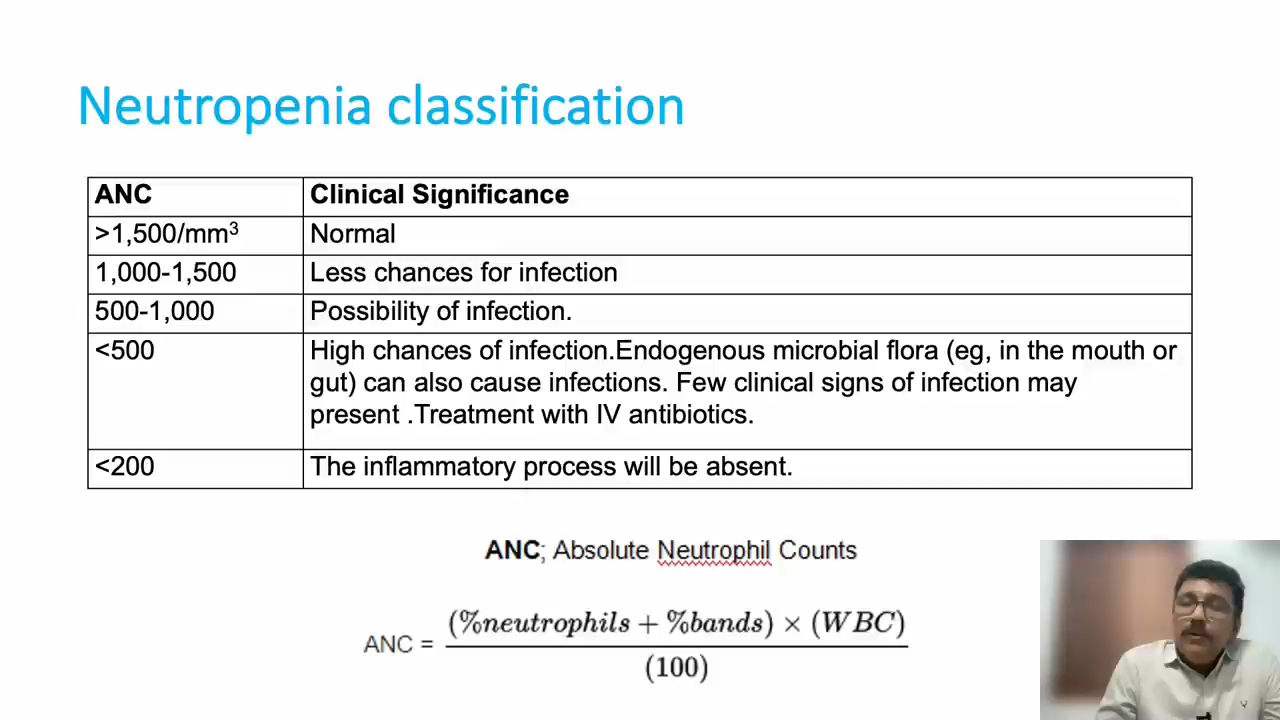 Neutropenia classification
ANC Clinical Significance
>1,500/mm³ Normal
1,000-1,500 Less chances for infection
500-1,000 Possibility of infection.
<500 High chances of infection.Endogenous microbial flora (eg, in the mouth or
gut) can also cause infections. Few clinical signs of infection may
present .Treatment with IV antibiotics.
<200 The inflammatory process will be absent.
ANC; Absolute Neutrophil Counts
ANC = (%neutrophils + %bands) × (WBC)
(100)